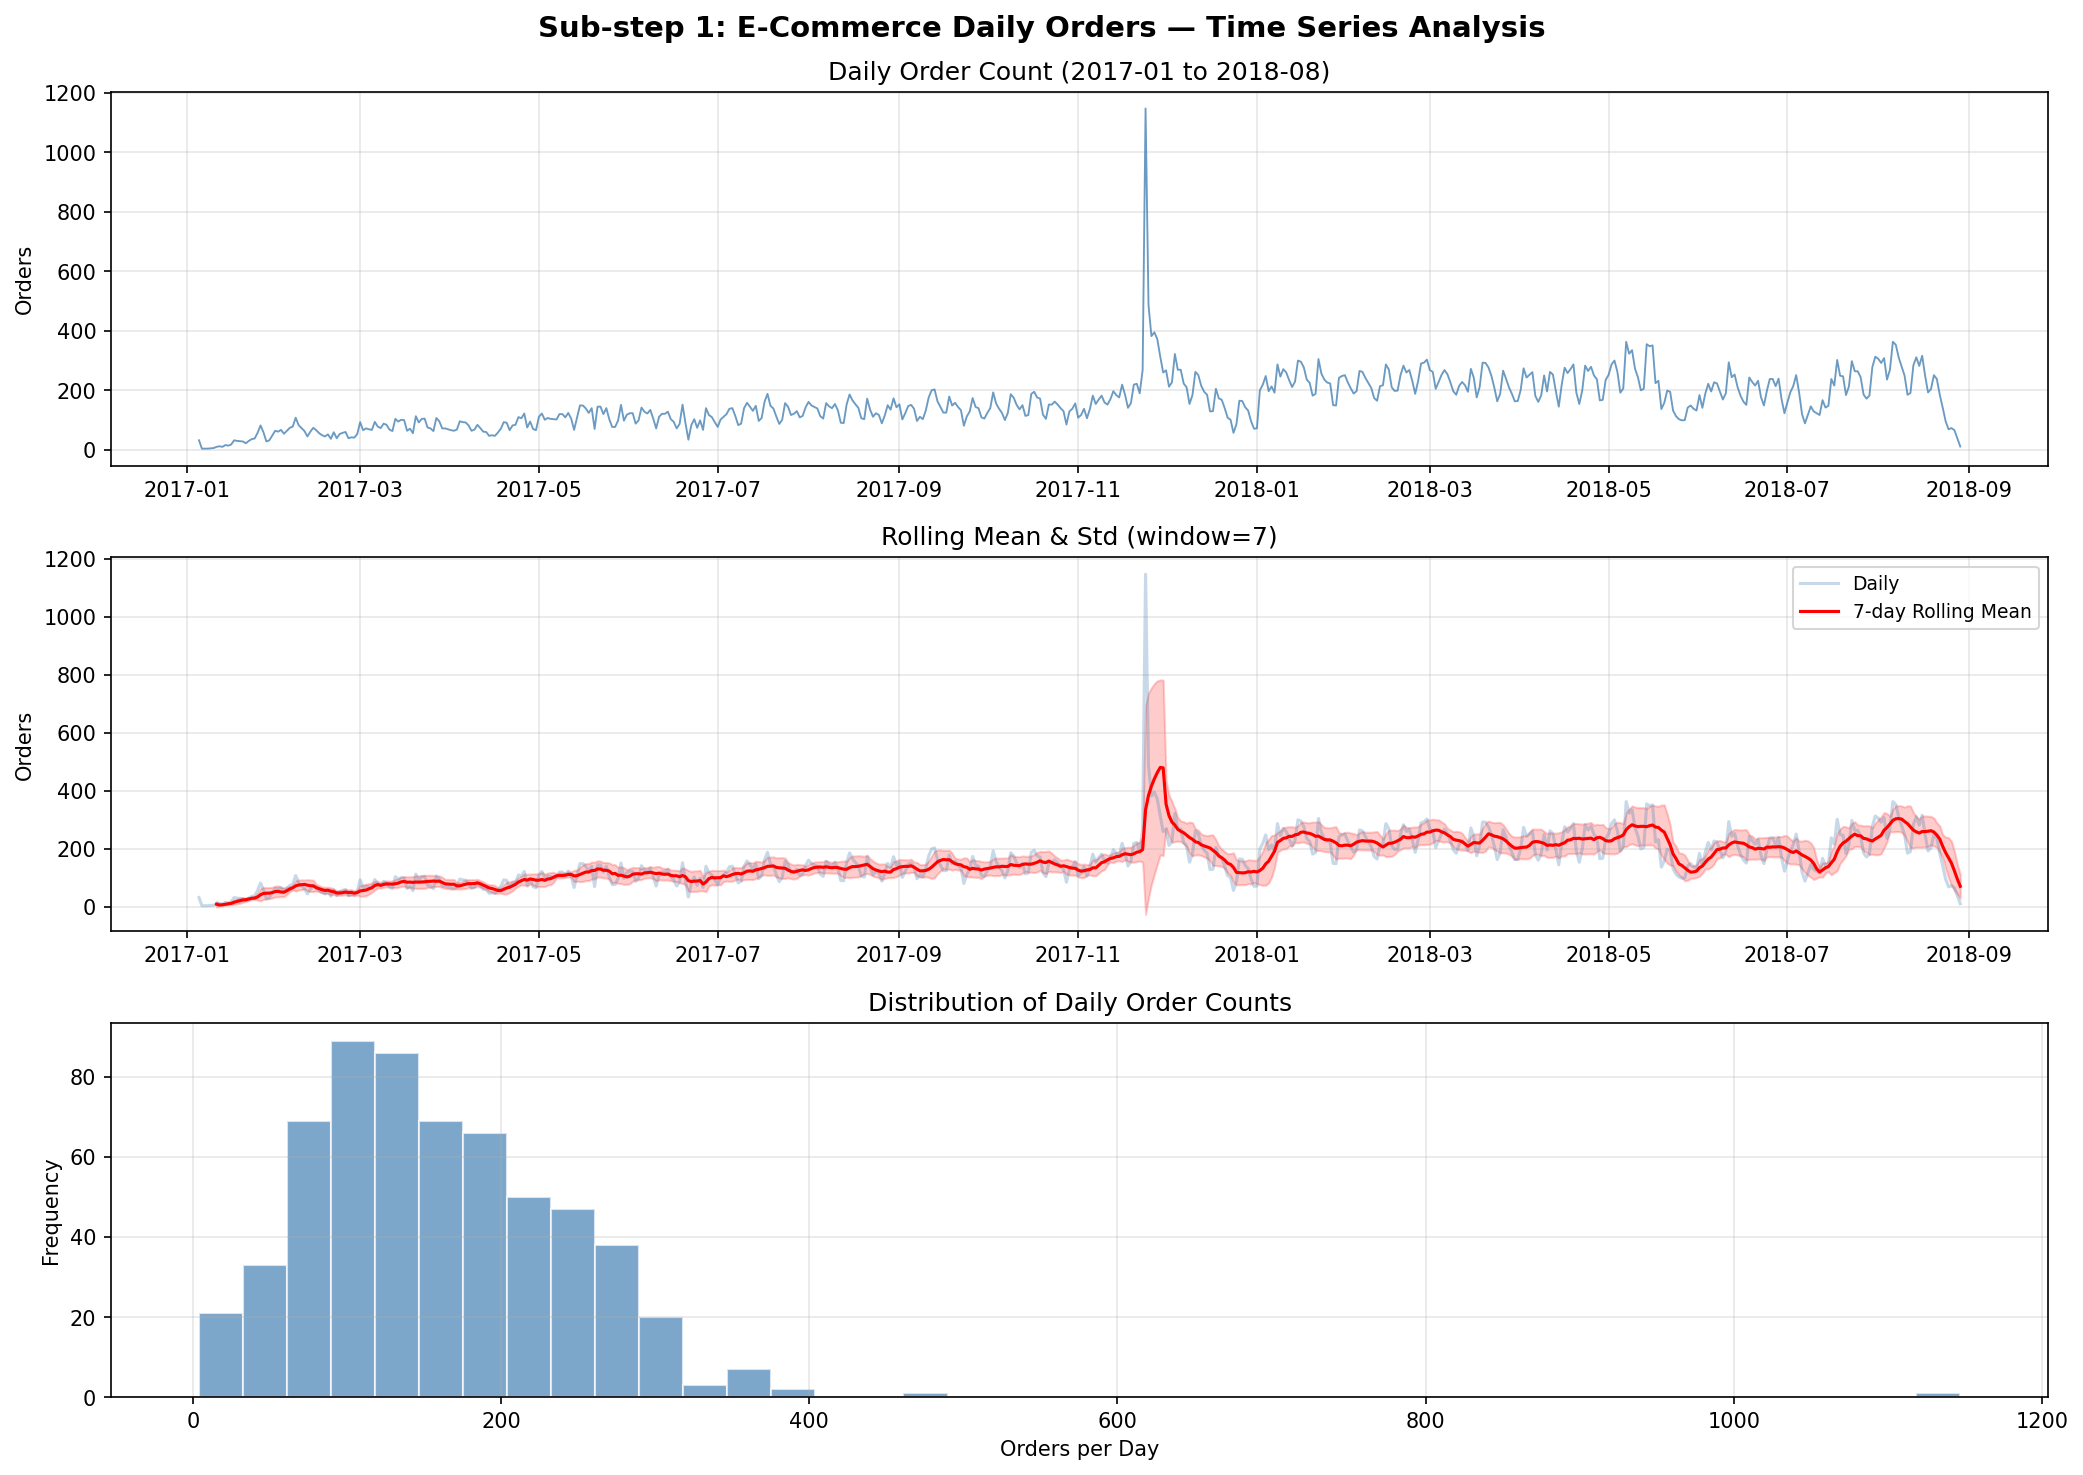 Sub-step 1: E-Commerce Daily Orders — Time Series Analysis
Daily Order Count (2017-01 to 2018-08)
1200
1000
800
600
400
200
0
Orders
2017-01 2017-03 2017-05 2017-07 2017-09 2017-11 2018-01 2018-03 2018-05 2018-07 2018-09
Rolling Mean & Std (window=7)
1200
1000
800
600
400
200
0
Orders
Daily
7-day Rolling Mean
2017-01 2017-03 2017-05 2017-07 2017-09 2017-11 2018-01 2018-03 2018-05 2018-07 2018-09
Distribution of Daily Order Counts
80
60
40
20
0
Frequency
0 200 400 600 800 1000 1200
Orders per Day